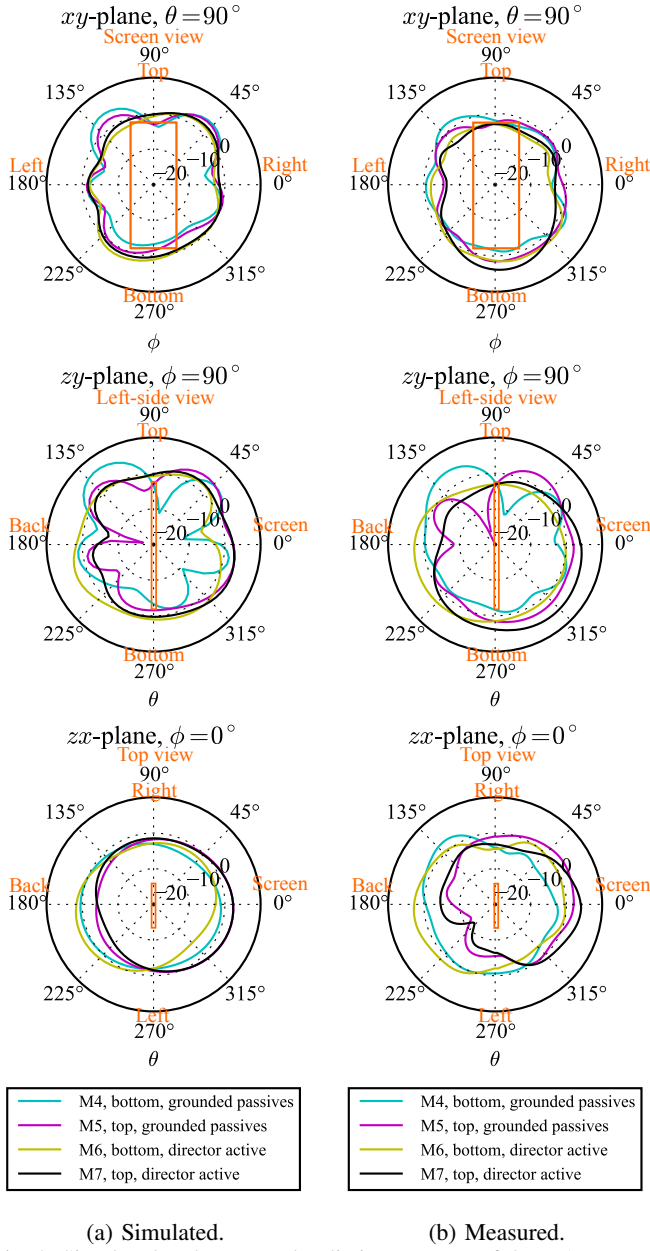 xy-plane, θ=90°
Screen view
90°
Top
135°
45°
0
−10
−20
Left
180°
Right
0°
225°
315°
Bottom
270°
ϕ
xy-plane, θ=90°
Screen view
90°
Top
135°
45°
0
−10
−20
Left
180°
Right
0°
225°
315°
Bottom
270°
ϕ
zy-plane, ϕ=90°
Left-side view
90°
Top
135°
45°
0
−10
−20
Back
180°
Screen
0°
225°
315°
Bottom
270°
θ
zy-plane, ϕ=90°
Left-side view
90°
Top
135°
45°
0
−10
−20
Back
180°
Screen
0°
225°
315°
Bottom
270°
θ
zx-plane, ϕ=0°
Top view
90°
Right
135°
45°
0
−10
−20
Back
180°
Screen
0°
225°
315°
Left
270°
θ
zx-plane, ϕ=0°
Top view
90°
Right
135°
45°
0
−10
−20
Back
180°
Screen
0°
225°
315°
Left
270°
θ
M4, bottom, grounded passives
M5, top, grounded passives
M6, bottom, director active
M7, top, director active
M4, bottom, grounded passives
M5, top, grounded passives
M6, bottom, director active
M7, top, director active
(a) Simulated.
(b) Measured.